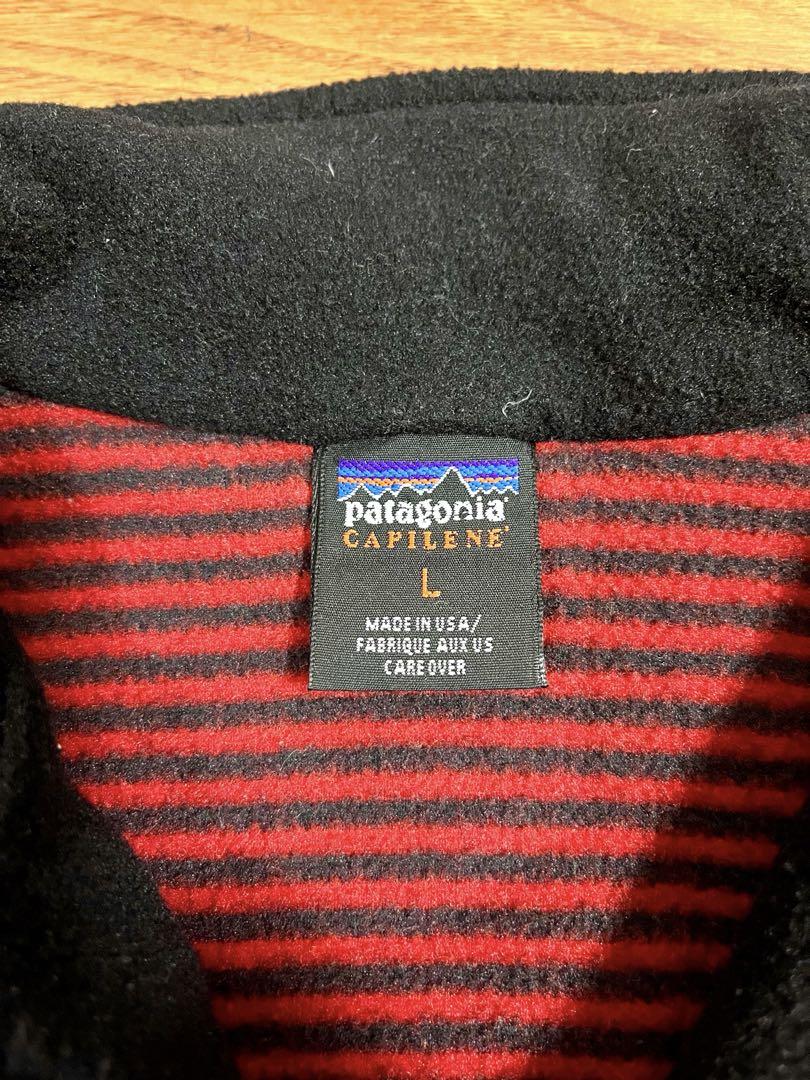 patagonia
CAPILENE®
L
MADE IN USA/
FABRIQUE AUX US
CARE OVER